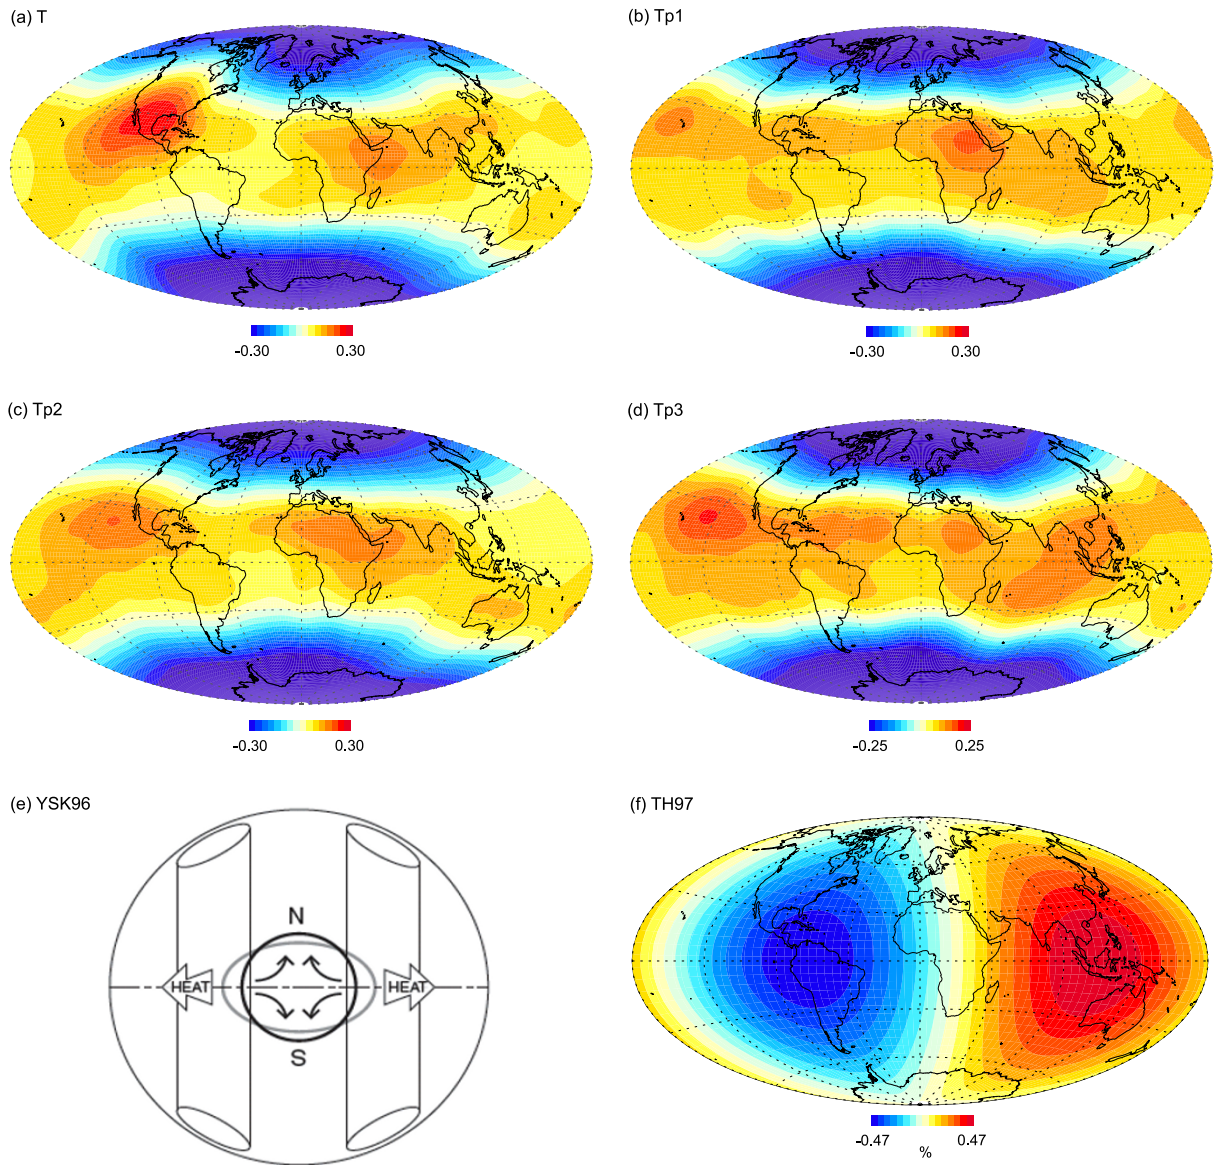 (a) T
(b) Tp1
-0.30 0.30
-0.30 0.30
(c) Tp2
(d) Tp3
-0.30 0.30
-0.25 0.25
(e) YSK96
(f) TH97
N
HEAT
HEAT
S
-0.47 0.47
%